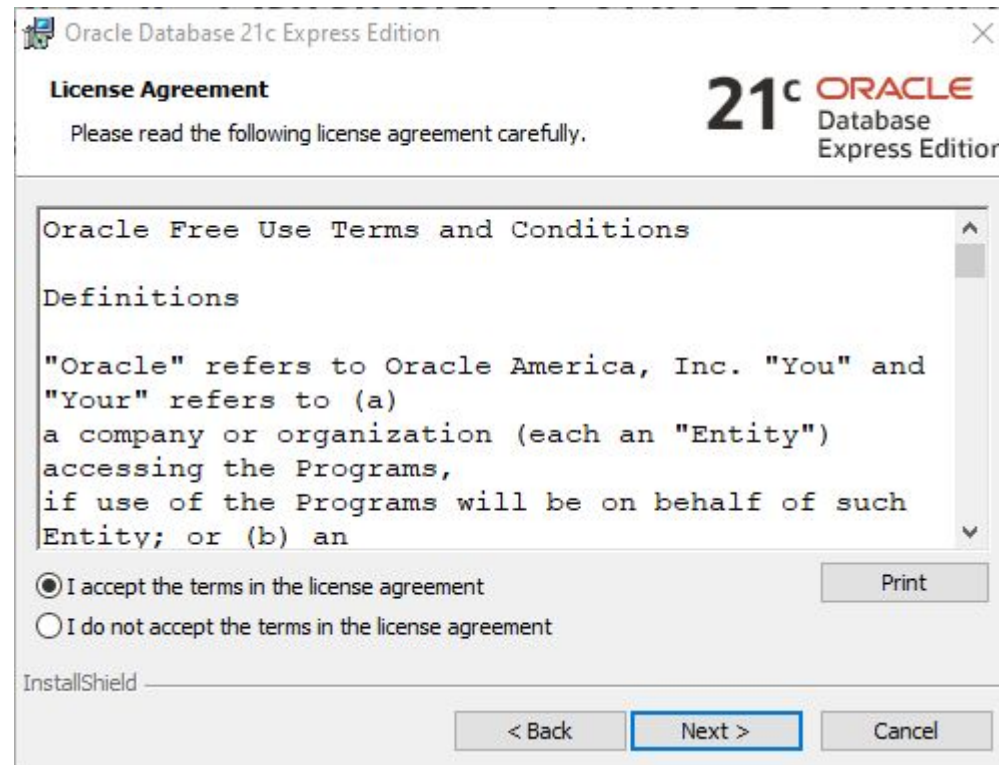 Oracle Database 21c Express Edition
License Agreement
Please read the following license agreement carefully.
21c ORACLE
Database
Express Edition
Oracle Free Use Terms and Conditions
Definitions
"Oracle" refers to Oracle America, Inc. "You" and
"Your" refers to (a)
a company or organization (each an "Entity")
accessing the Programs,
if use of the Programs will be on behalf of such
Entity; or (b) an
I accept the terms in the license agreement
Print
I do not accept the terms in the license agreement
InstallShield
< Back
Next >
Cancel